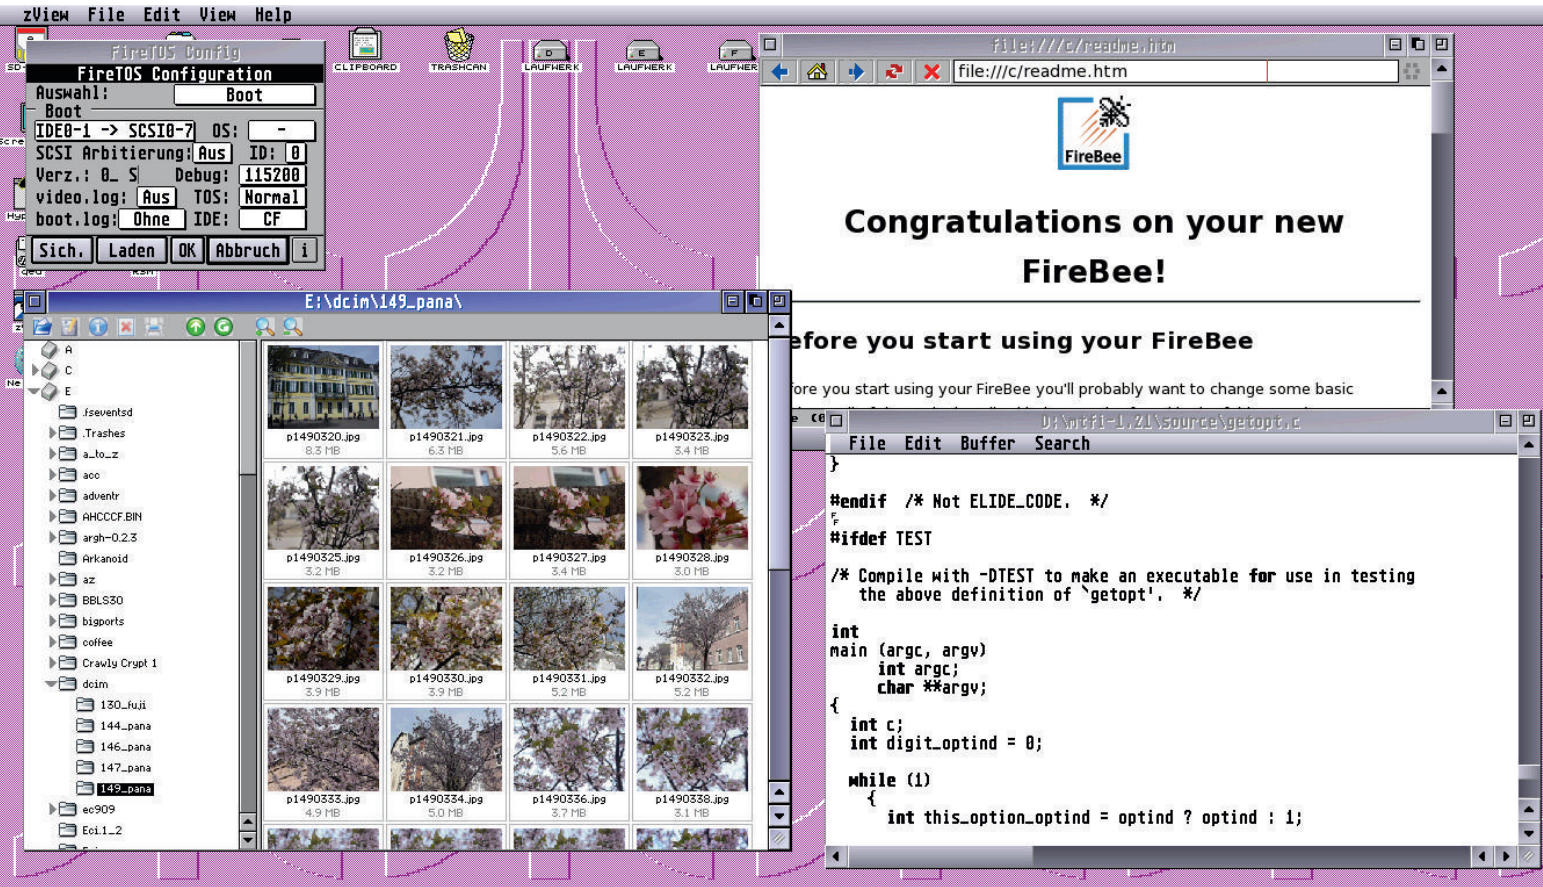 zView File Edit View Help
CLIPBOARD
TRASHCAN
D
LAUFWERK
E
LAUFWERK
F
FireTOS Config
FireTOS Configuration
Auswahl: Boot
Boot
IDE0-1 -> SCSI0-7 OS: -
SCSI Arbitierung: Aus ID: 0
Verz.: 0_ S Debug: 115200
video.log: Aus TOS: Normal
boot.log: Ohne IDE: CF
Sich. Laden OK Abbruch i
file:///c/readme.htm
file:///c/readme.htm
FireBee
Congratulations on your new
FireBee!
efore you start using your FireBee
fore you start using your FireBee you'll probably want to change some basic
E:\dcim\149_pana\
A
C
E
.fseventsd
.Trashes
a_to_z
acc
adventr
AHCCCF.BIN
argh-0.2.3
Arkanoid
az
BBLS30
bigports
coffee
Crawly Crypt 1
dcim
130_fuji
144_pana
146_pana
147_pana
149_pana
ec909
Eci.1_2
p1490320.jpg p1490321.jpg p1490322.jpg p1490323.jpg
8.3 MB 6.3 MB 5.6 MB 3.4 MB
p1490325.jpg p1490326.jpg p1490327.jpg p1490328.jpg
3.2 MB 3.2 MB 3.4 MB 3.0 MB
p1490329.jpg p1490330.jpg p1490331.jpg p1490332.jpg
3.9 MB 3.9 MB 5.2 MB 5.2 MB
p1490333.jpg p1490334.jpg p1490336.jpg p1490338.jpg
4.9 MB 5.0 MB 3.7 MB 3.1 MB
D:\mtfi-1.21\source\getopt.c
File Edit Buffer Search
}
#endif /* Not ELIDE_CODE. */
#ifdef TEST
/* Compile with -DTEST to make an executable for use in testing
the above definition of `getopt'. */
int
main (argc, argv)
int argc;
char **argv;
{
int c;
int digit_optind = 0;
while (1)
{
int this_option_optind = optind ? optind : 1;